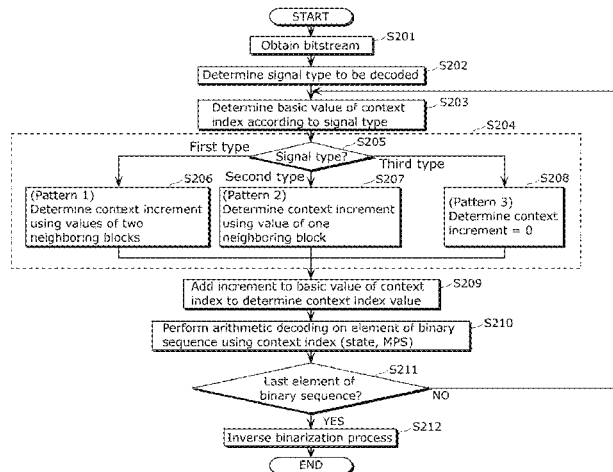 START
Obtain bitstream
S201
Determine signal type to be decoded
S202
Determine basic value of context
index according to signal type
S203
S204
Signal type?
S205
First type
Second type
Third type
S206
(Pattern 1)
Determine context increment
using values of two
neighboring blocks
S207
(Pattern 2)
Determine context increment
using value of one
neighboring block
S208
(Pattern 3)
Determine context
increment = 0
Add increment to basic value of context
index to determine context index value
S209
Perform arithmetic decoding on element of binary
sequence using context index (state, MPS)
S210
Last element of
binary sequence?
S211
NO
YES
Inverse binarization process
S212
END